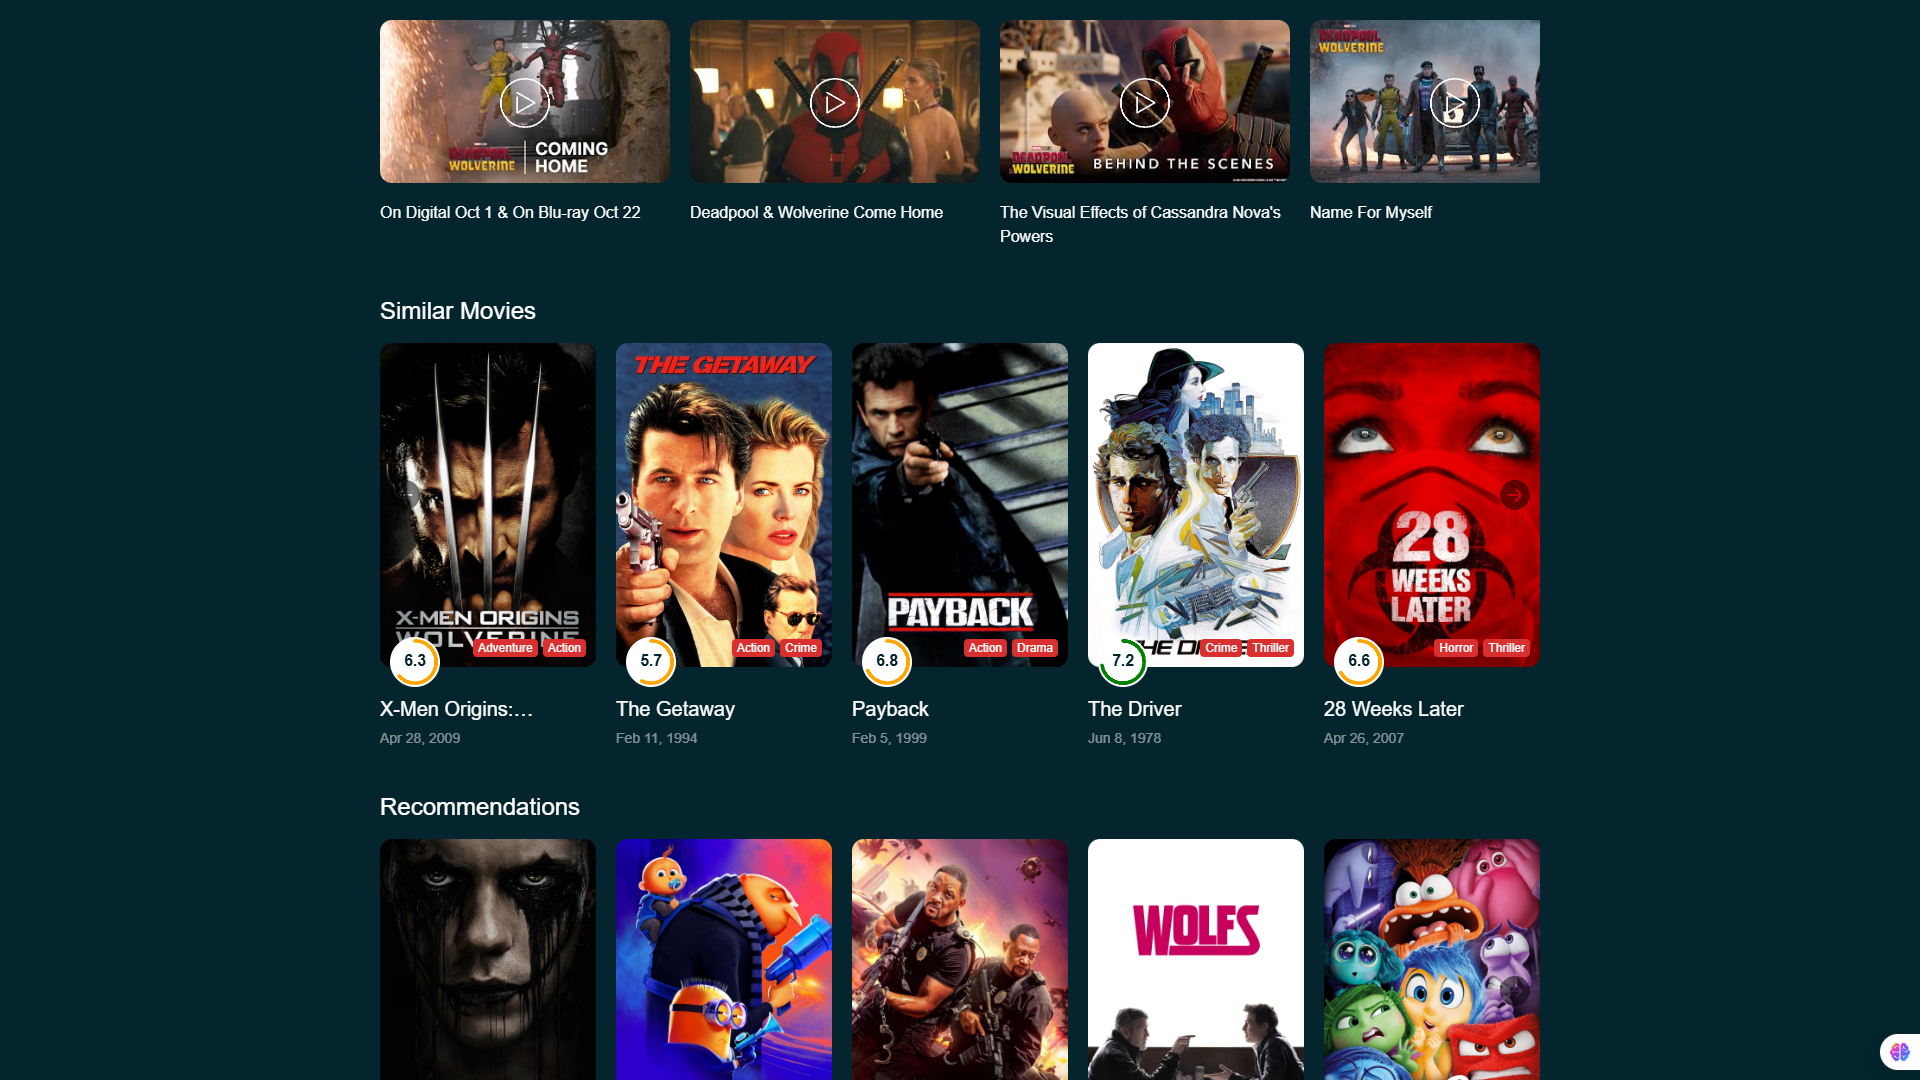 DEADPOOL
WOLVERINE
COMING
HOME
DEADPOOL
WOLVERINE
BEHIND THE SCENES
DEADPOOL
WOLVERINE
On Digital Oct 1 & On Blu-ray Oct 22
Deadpool & Wolverine Come Home
The Visual Effects of Cassandra Nova's
Powers
Name For Myself
Similar Movies
X-MEN ORIGINS
WOLVERINE
THE GETAWAY
PAYBACK
28
WEEKS
LATER
6.3
Adventure
Action
5.7
Action
Crime
6.8
Action
Drama
7.2
Crime
Thriller
6.6
Horror
Thriller
X-Men Origins:…
The Getaway
Payback
The Driver
28 Weeks Later
Apr 28, 2009
Feb 11, 1994
Feb 5, 1999
Jun 8, 1978
Apr 26, 2007
Recommendations
WOLFS